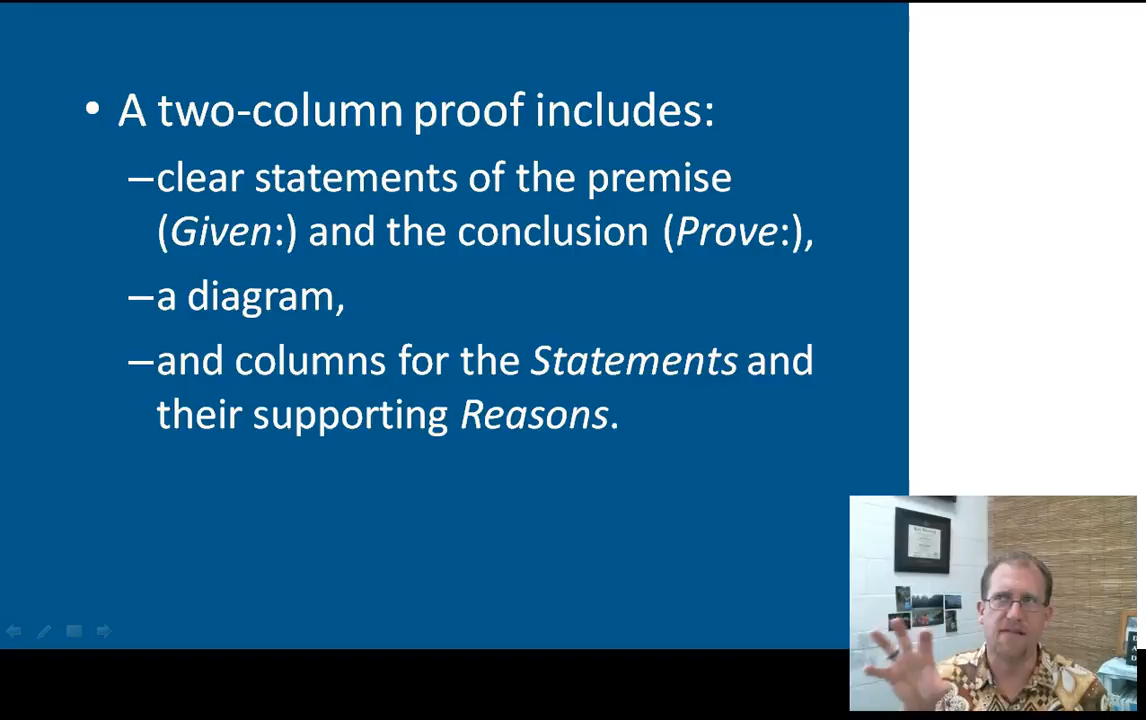 • A two-column proof includes:
–clear statements of the premise
(Given:) and the conclusion (Prove:),
–a diagram,
–and columns for the Statements and
their supporting Reasons.